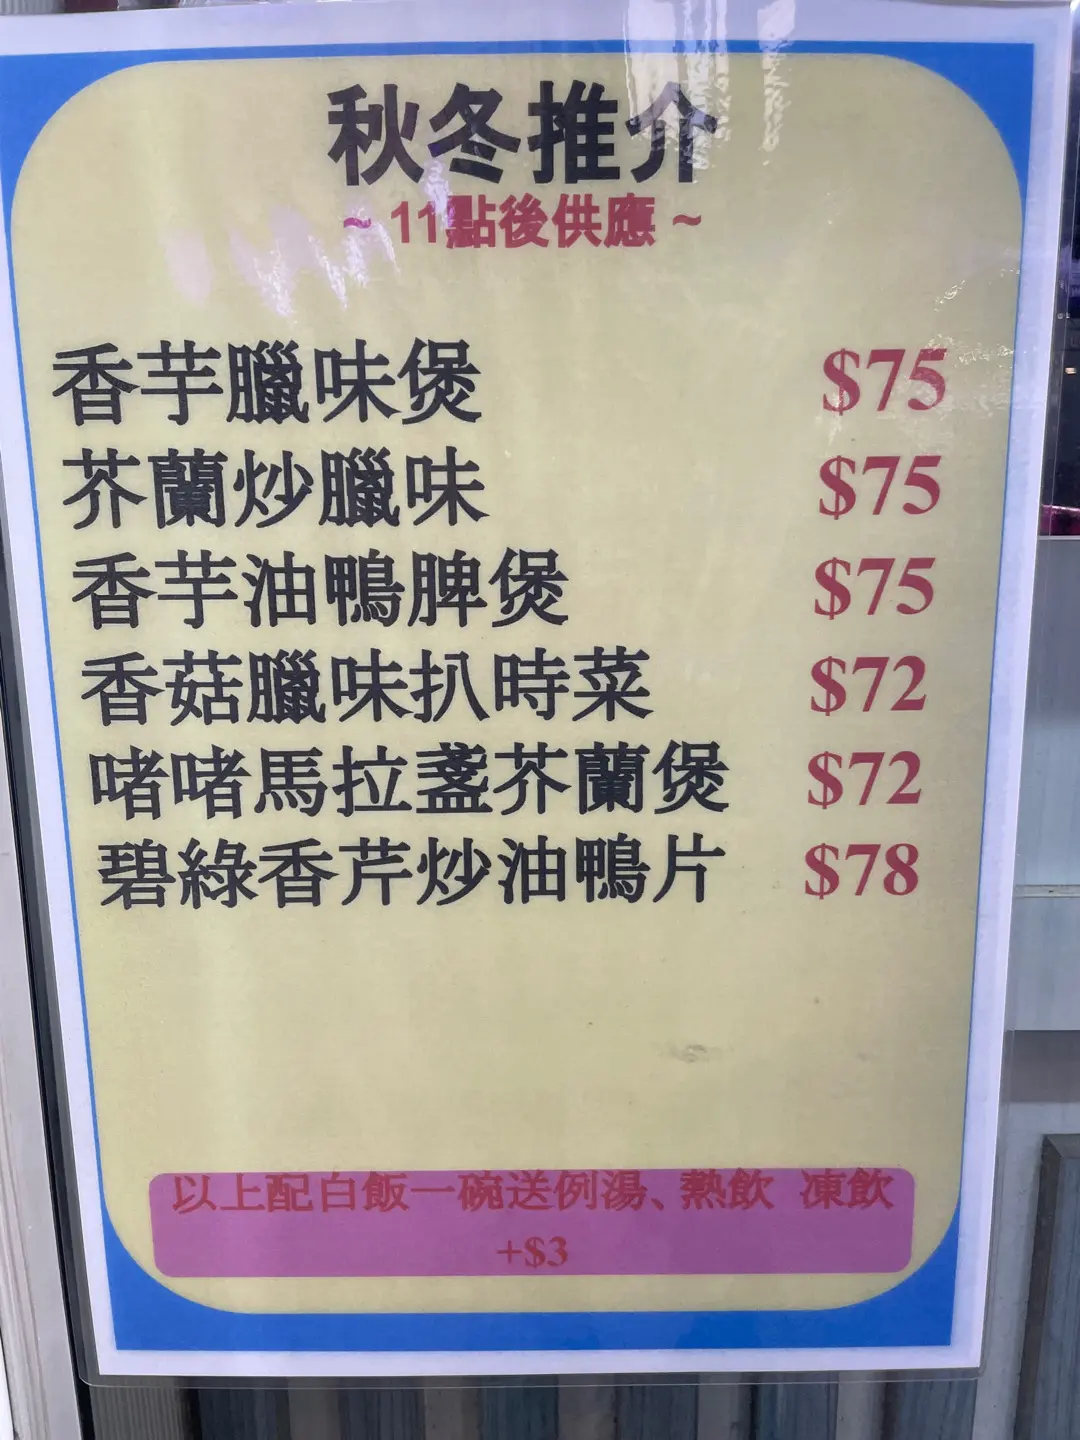 秋冬推介
~ 11點後供應 ~
香芋臘味煲 $75
芥蘭炒臘味 $75
香芋油鴨脾煲 $75
香菇臘味扒時菜 $72
啫啫馬拉盞芥蘭煲 $72
碧綠香芹炒油鴨片 $78
以上配白飯一碗送例湯、熱飲 凍飲
+$3